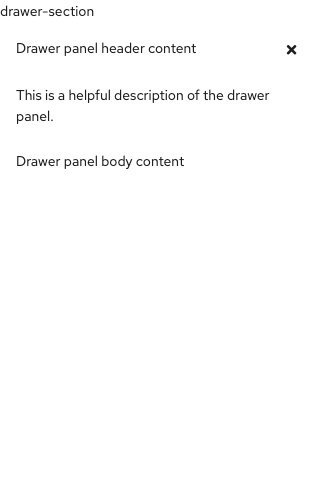 drawer-section
Drawer panel header content
This is a helpful description of the drawer
panel.
Drawer panel body content